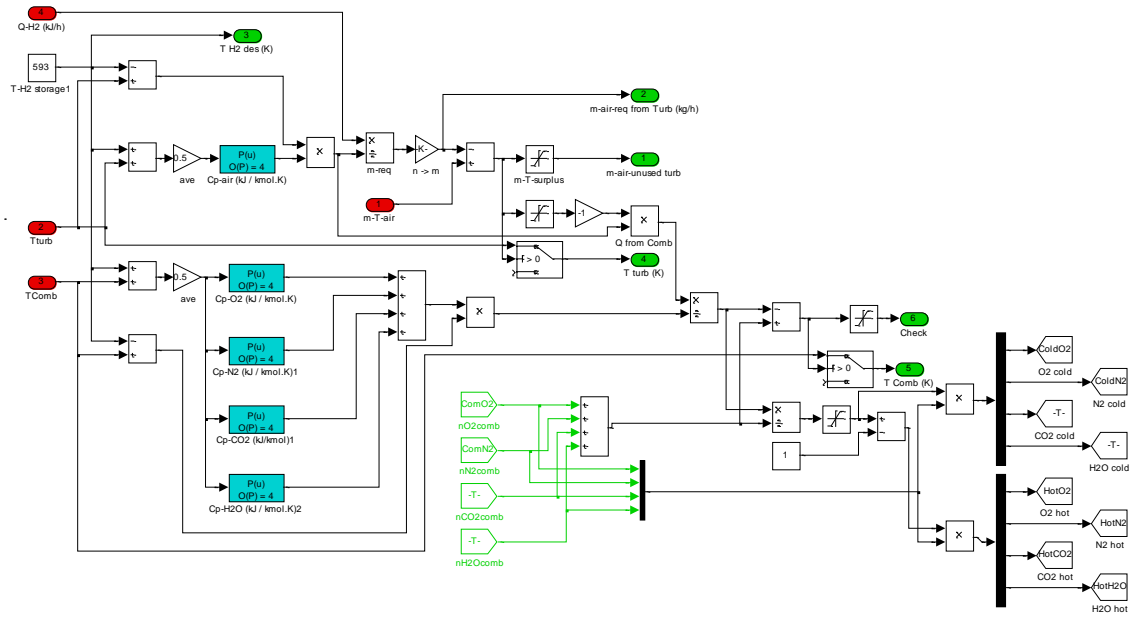 4
Q-H2 (kJ/h)
3
T H2 des (K)
593
T-H2 storage1
2
m-air-req from Turb (kg/h)
0.5
ave
P(u)
O(P) = 4
Cp-air (kJ / kmol.K)
×
×
÷
m-req
-K-
n -> m
m-T-surplus
1
m-air-unused turb
1
m-T-air
-1
×
Q from Comb
2
Tturb
> 0
4
T turb (K)
3
TComb
0.5
ave
P(u)
O(P) = 4
Cp-O2 (kJ / kmol.K)
×
×
÷
6
Check
P(u)
O(P) = 4
Cp-N2 (kJ / kmol.K)1
> 0
5
T Comb (K)
ColdO2
O2 cold
ColdN2
N2 cold
P(u)
O(P) = 4
Cp-CO2 (kJ/kmol)1
ComO2
nO2comb
×
÷
×
-T-
CO2 cold
ComN2
nN2comb
1
-T-
H2O cold
P(u)
O(P) = 4
Cp-H2O (kJ / kmol.K)2
-T-
nCO2comb
HotO2
O2 hot
-T-
nH2Ocomb
×
HotN2
N2 hot
HotCO2
CO2 hot
HotH2O
H2O hot